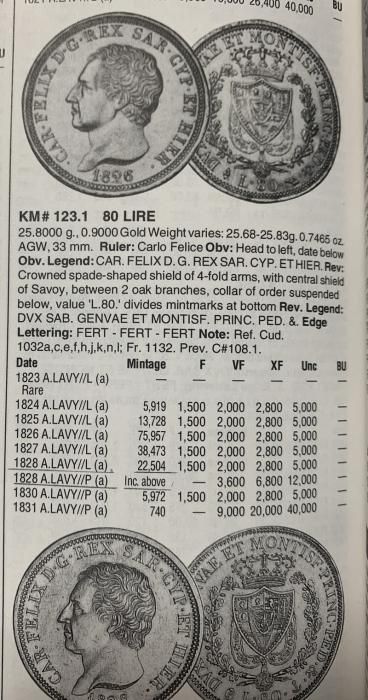 26,400 40,000 BU
CAR·FELIX D·G·REX SAR·CYP·ET HIER
1826
DVX
L·80
ET MONTISF·PRINC·
KM# 123.1 80 LIRE
25.8000 g., 0.9000 Gold Weight varies: 25.68-25.83g. 0.7465 oz.
AGW, 33 mm. Ruler: Carlo Felice Obv: Head to left, date below
Obv. Legend: CAR. FELIX D. G. REX SAR. CYP. ET HIER. Rev:
Crowned spade-shaped shield of 4-fold arms, with central shield
of Savoy, between 2 oak branches, collar of order suspended
below, value 'L.80.' divides mintmarks at bottom Rev. Legend:
DVX SAB. GENVAE ET MONTISF. PRINC. PED. &. Edge
Lettering: FERT - FERT - FERT Note: Ref. Cud.
1032a,c,e,f,h,j,k,n,l; Fr. 1132. Prev. C#108.1.
Date Mintage F VF XF Unc BU
1823 A.LAVY//L (a) — — — — — —
Rare
1824 A.LAVY//L (a) 5,919 1,500 2,000 2,800 5,000 —
1825 A.LAVY//L (a) 13,728 1,500 2,000 2,800 5,000 —
1826 A.LAVY//L (a) 75,957 1,500 2,000 2,800 5,000 —
1827 A.LAVY//L (a) 38,473 1,500 2,000 2,800 5,000 —
1828 A.LAVY//L (a) 22,504 1,500 2,000 2,800 5,000 —
1828 A.LAVY//P (a) Inc. above — 3,600 6,800 12,000 —
1830 A.LAVY//P (a) 5,972 1,500 2,000 2,800 5,000 —
1831 A.LAVY//P (a) 740 — 9,000 20,000 40,000 —
CAR·FELIX D·G·REX SAR·CYP·ET HIER
DVX
VAE ET MONTISF·PRINC·PED·